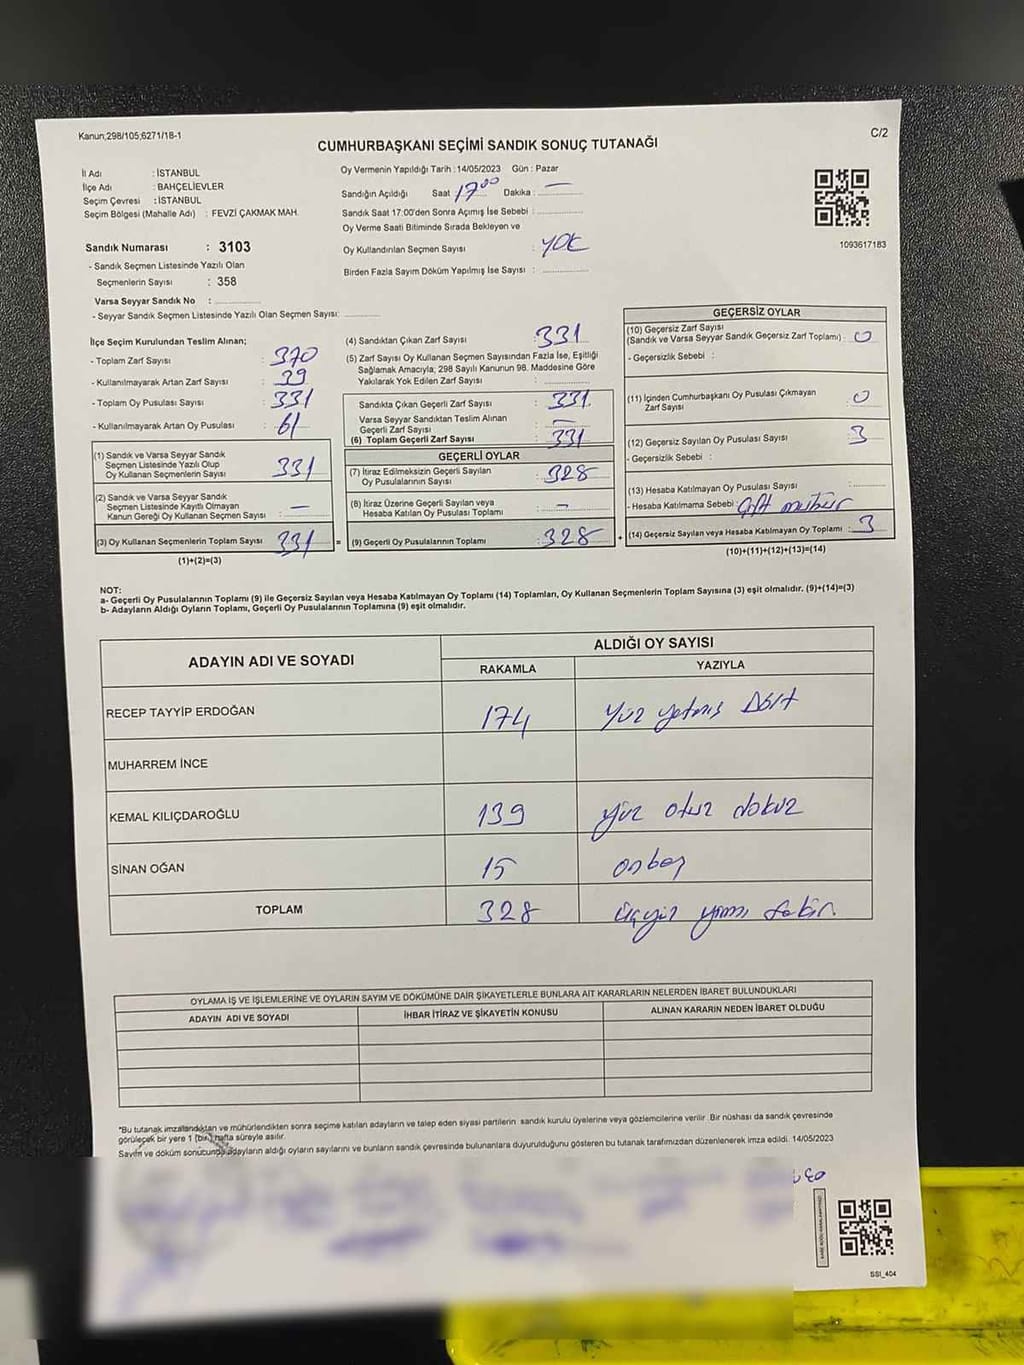 Kanun;298/105;6271/18-1
C/2
CUMHURBAŞKANI SEÇİMİ SANDIK SONUÇ TUTANAĞI
İl Adı : İSTANBUL
İlçe Adı : BAHÇELİEVLER
Seçim Çevresi : İSTANBUL
Seçim Bölgesi (Mahalle Adı) : FEVZİ ÇAKMAK MAH.
Sandık Numarası : 3103
- Sandık Seçmen Listesinde Yazılı Olan
Seçmenlerin Sayısı : 358
Varsa Seyyar Sandık No :
- Seyyar Sandık Seçmen Listesinde Yazılı Olan Seçmen Sayısı:
Oy Vermenin Yapıldığı Tarih : 14/05/2023 Gün : Pazar
Sandığın Açıldığı Saat 17:00 Dakika : —
Sandık Saat 17:00'den Sonra Açımış İse Sebebi :
Oy Verme Saati Bitiminde Sırada Bekleyen ve
Oy Kullandırılan Seçmen Sayısı : YOK
Birden Fazla Sayım Döküm Yapılmış İse Sayısı :
1093617183
İlçe Seçim Kurulundan Teslim Alınan;
- Toplam Zarf Sayısı : 370
- Kullanılmayarak Artan Zarf Sayısı : 39
- Toplam Oy Pusulası Sayısı : 331
- Kullanılmayarak Artan Oy Pusulası : 61
(1) Sandık ve Varsa Seyyar Sandık
Seçmen Listesinde Yazılı Olup
Oy Kullanan Seçmenlerin Sayısı : 331
(2) Sandık ve Varsa Seyyar Sandık
Seçmen Listesinde Kayıtlı Olmayan
Kanun Gereği Oy Kullanan Seçmen Sayısı : —
(3) Oy Kullanan Seçmenlerin Toplam Sayısı : 331
(1)+(2)=(3)
(4) Sandıktan Çıkan Zarf Sayısı : 331
(5) Zarf Sayısı Oy Kullanan Seçmen Sayısından Fazla İse, Eşitliği
Sağlamak Amacıyla; 298 Sayılı Kanunun 98. Maddesine Göre
Yakılarak Yok Edilen Zarf Sayısı :
Sandıkta Çıkan Geçerli Zarf Sayısı : 331
Varsa Seyyar Sandıktan Teslim Alınan
Geçerli Zarf Sayısı : —
(6) Toplam Geçerli Zarf Sayısı : 331
GEÇERLİ OYLAR
(7) İtiraz Edilmeksizin Geçerli Sayılan
Oy Pusulasının Sayısı : 328
(8) İtiraz Üzerine Geçerli Sayılan veya
Hesaba Katılan Oy Pusulası Toplamı : —
= (9) Geçerli Oy Pusulalarının Toplamı : 328
GEÇERSİZ OYLAR
(10) Geçersiz Zarf Sayısı
(Sandık ve Varsa Seyyar Sandık Geçersiz Zarf Toplamı) : 0
- Geçersizlik Sebebi :
(11) İçinden Cumhurbaşkanı Oy Pusulası Çıkmayan
Zarf Sayısı : 0
(12) Geçersiz Sayılan Oy Pusulası Sayısı : 3
- Geçersizlik Sebebi :
(13) Hesaba Katılmayan Oy Pusulası Sayısı :
- Hesaba Katılmama Sebebi : çift mühür
+ (14) Geçersiz Sayılan veya Hesaba Katılmayan Oy Toplamı : 3
(10)+(11)+(12)+(13)=(14)
NOT:
a- Geçerli Oy Pusulalarının Toplamı (9) ile Geçersiz Sayılan veya Hesaba Katılmayan Oy Toplamı (14) Toplamları, Oy Kullanan Seçmenlerin Toplam Sayısına (3) eşit olmalıdır. (9)+(14)=(3)
b- Adayların Aldığı Oyların Toplamı, Geçerli Oy Pusulalarının Toplamına (9) eşit olmalıdır.
ADAYIN ADI VE SOYADI
ALDIĞI OY SAYISI
RAKAMLA YAZIYLA
RECEP TAYYİP ERDOĞAN 174 Yüz yetmiş Dört
MUHARREM İNCE
KEMAL KILIÇDAROĞLU 139 yüz otuz dokuz
SİNAN OĞAN 15 onbeş
TOPLAM 328 üçyüz yirmi sekiz
OYLAMA İŞ VE İŞLEMLERİNE VE OYLARIN SAYIM VE DÖKÜMÜNE DAİR ŞİKAYETLERLE BUNLARA AİT KARARLARIN NELERDEN İBARET BULUNDUKLARI
ADAYIN ADI VE SOYADI İHBAR İTİRAZ VE ŞİKAYETİN KONUSU ALINAN KARARIN NEDEN İBARET OLDUĞU
*Bu tutanak imzalandıktan ve mühürlendikten sonra seçime katılan adayların ve talep eden siyasi partilerin sandık kurulu üyelerine veya gözlemcilerine verilir. Bir nüshası da sandık çevresinde
görülecek bir yere 1 (bir) hafta süreyle asılır.
Sayım ve döküm sonucunda adayların aldığı oyların sayılarını ve bunların sandık çevresinde bulunanlara duyurulduğunu gösteren bu tutanak tarafımızdan düzenlenerek imza edildi. 14/05/2023
SSI_404